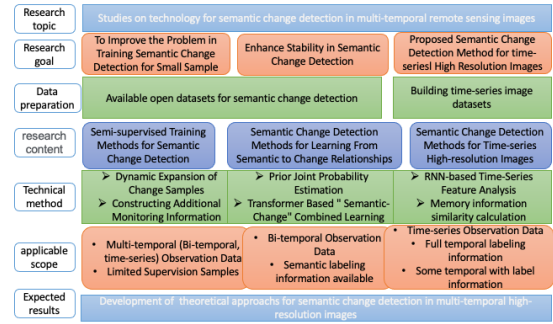 Research
topic
Studies on technology for semantic change detection in multi-temporal remote sensing images
Research
goal
To Improve the Problem in
Training Semantic Change
Detection for Small Sample
Enhance Stability in Semantic
Change Detection
Proposed Semantic Change
Detection Method for time-
seriesl High Resolution Images
Data
preparation
Available open datasets for semantic change detection
Building time-series image
datasets
research
content
Semi-supervised Training
Methods for Semantic
Change Detection
Semantic Change Detection
Methods for Learning From
Semantic to Change Relationships
Semantic Change Detection
Methods for Time-series
High-resolution Images
Technical
method
➢ Dynamic Expansion of
Change Samples
➢ Constructing Additional
Monitoring Information
➢ Prior Joint Probability
Estimation
➢ Transformer Based " Semantic-
Change" Combined Learning
➢ RNN-based Time-Series
Feature Analysis
➢ Memory information
similarity calculation
applicable
scope
• Multi-temporal (Bi-temporal,
time-series) Observation Data
• Limited Supervision Samples
• Bi-temporal Observation
Data
• Semantic labeling
information available
• Time-series Observation Data
• Full temporal labeling
information
• Some temporal with label
information
Expected
results
Development of theoretical approachs for semantic change detection in multi-temporal high-
resolution images